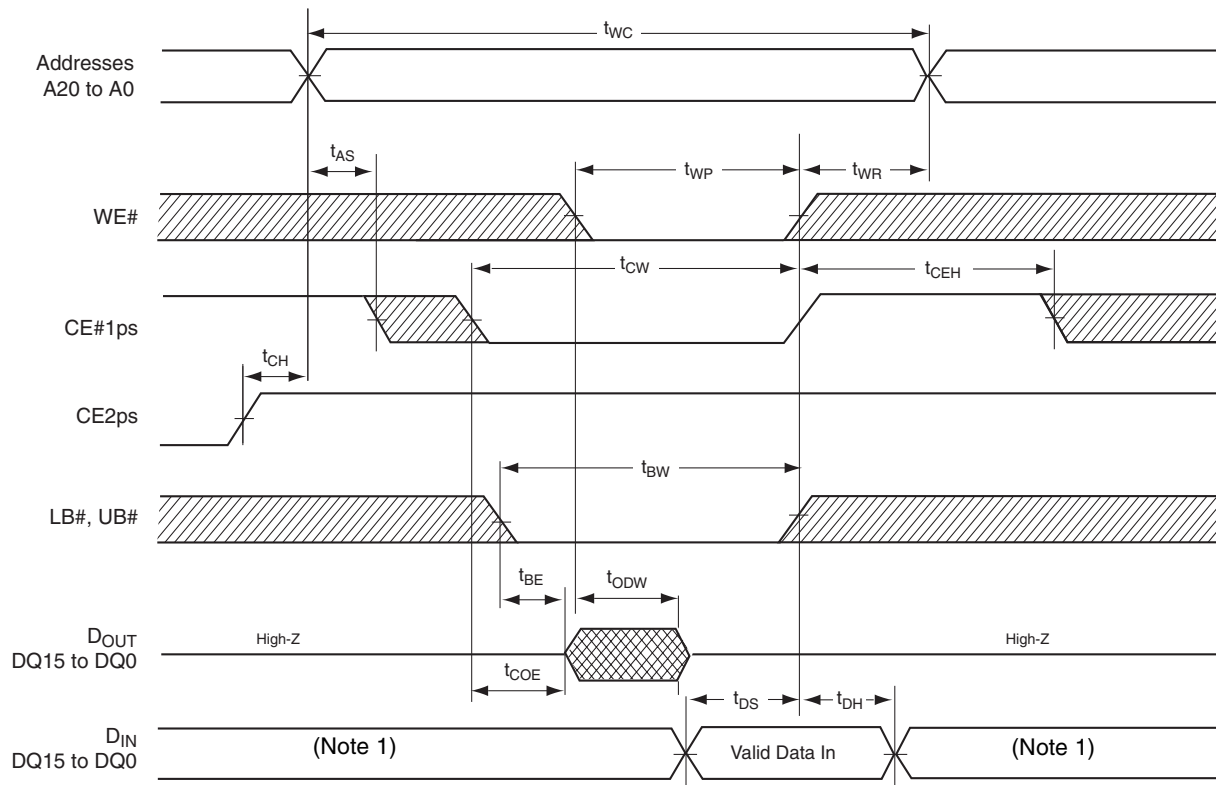 tWC
Addresses
A20 to A0
tAS
tWP
tWR
WE#
tCW
tCEH
CE#1ps
tCH
CE2ps
tBW
LB#, UB#
tBE
tODW
DOUT
DQ15 to DQ0
High-Z
High-Z
tCOE
tDS
tDH
DIN
DQ15 to DQ0
(Note 1)
Valid Data In
(Note 1)